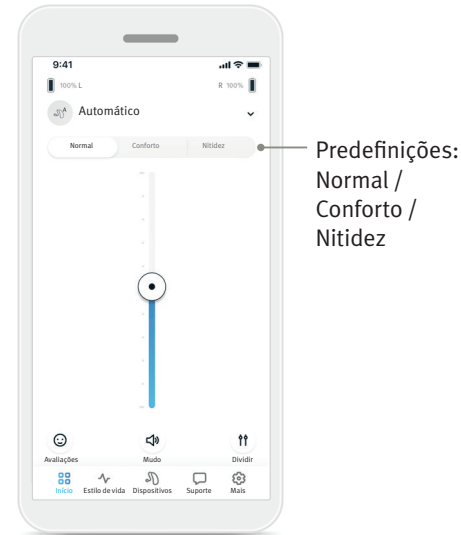 9:41
100% L
R 100%
Automático
Normal Conforto Nitidez
Predefinições:
Normal /
Conforto /
Nitidez
Avaliações Mudo Dividir
Início Estilo de vida Dispositivos Suporte Mais